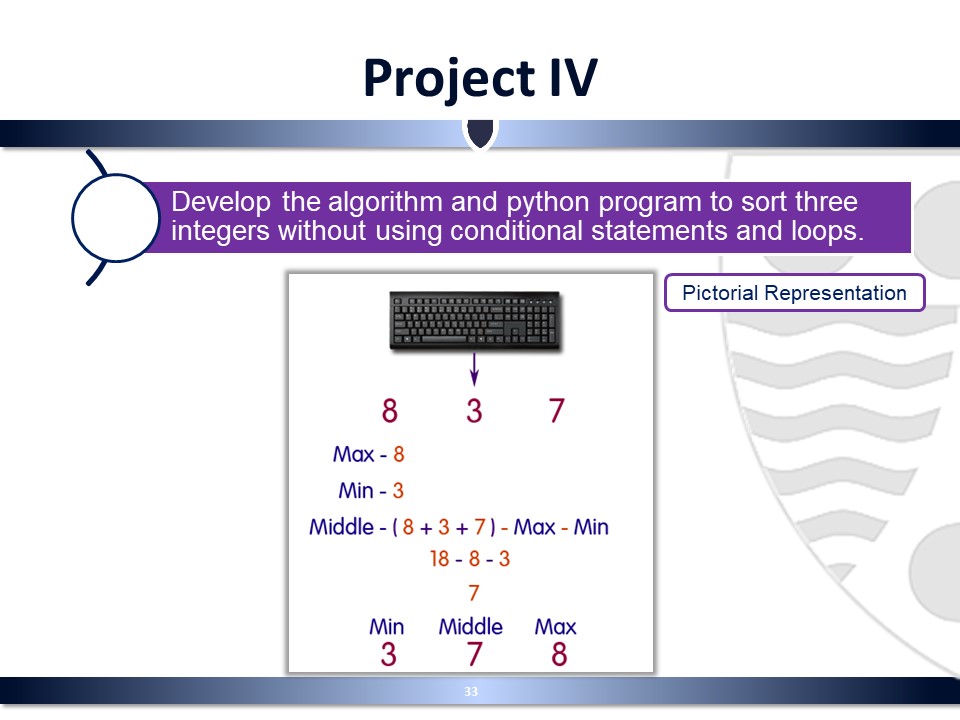 Project IV
Develop the algorithm and python program to sort three
integers without using conditional statements and loops.
Pictorial Representation
8 3 7
Max - 8
Min - 3
Middle - ( 8 + 3 + 7 ) - Max - Min
18 - 8 - 3
7
Min Middle Max
3 7 8
33